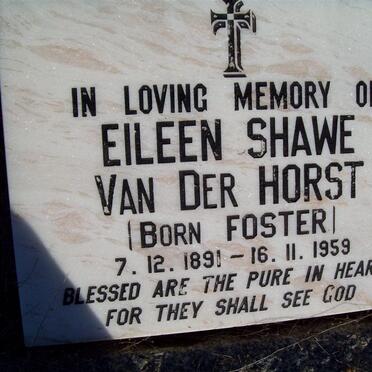 IN LOVING MEMORY O
EILEEN SHAWE
VAN DER HORST
(BORN FOSTER)
7. 12. 1891 - 16. 11. 1959
BLESSED ARE THE PURE IN HEAR
FOR THEY SHALL SEE GOD